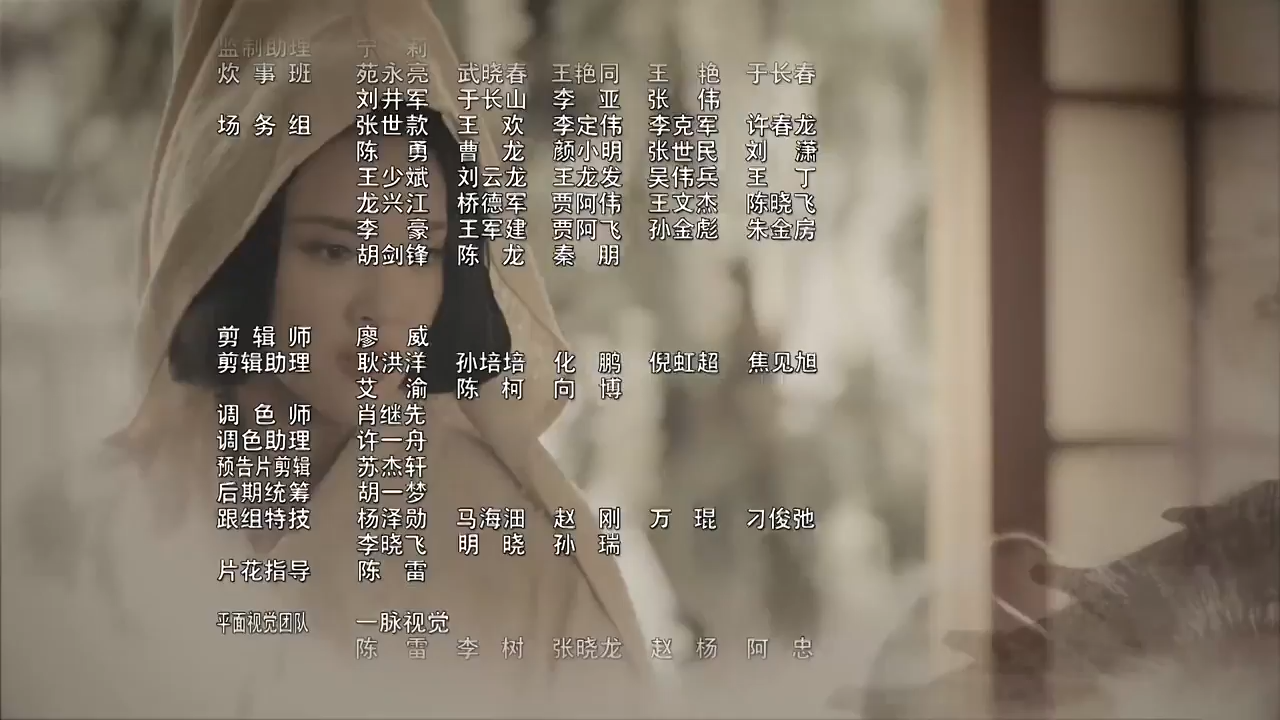 监制助理 宁莉
炊事班 苑永亮 武晓春 王艳同 王艳 于长春
刘井军 于长山 李亚 张伟
场务组 张世款 王欢 李定伟 李克军 许春龙
陈勇 曹龙 颜小明 张世民 刘潇
王少斌 刘云龙 王龙发 吴伟兵 王丁
龙兴江 桥德军 贾阿伟 王文杰 陈晓飞
李豪 王军建 贾阿飞 孙金彪 朱金房
胡剑锋 陈龙 秦朋
剪辑师 廖威
剪辑助理 耿洪洋 孙培培 化鹏 倪虹超 焦见旭
艾渝 陈柯 向博
调色师 肖继先
调色助理 许一舟
预告片剪辑 苏杰轩
后期统筹 胡一梦
跟组特技 杨泽勋 马海沺 赵刚 万琨 刁俊弛
李晓飞 明晓 孙瑞
片花指导 陈雷
平面视觉团队 一脉视觉
陈雷 李树 张晓龙 赵杨 阿忠